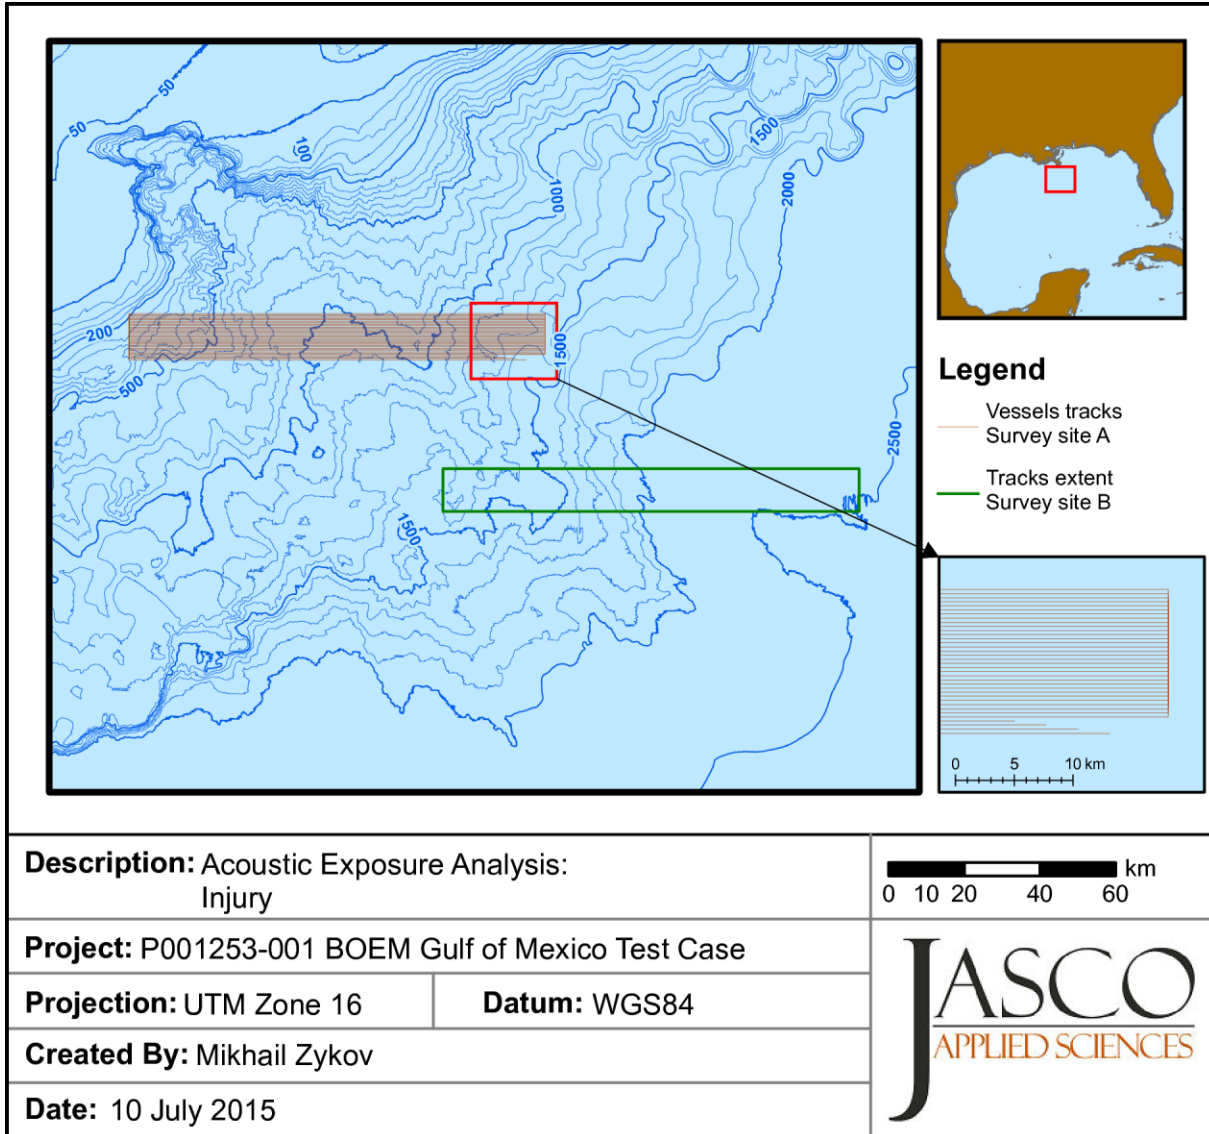 50
50
100
1500
1000
2000
200
500
1500
2500
1500
Legend
Vessels tracks
Survey site A
Tracks extent
Survey site B
0 5 10 km
Description: Acoustic Exposure Analysis:
Injury
km
0 10 20 40 60
Project: P001253-001 BOEM Gulf of Mexico Test Case
Projection: UTM Zone 16 Datum: WGS84
Created By: Mikhail Zykov
Date: 10 July 2015
JASCO
APPLIED SCIENCES